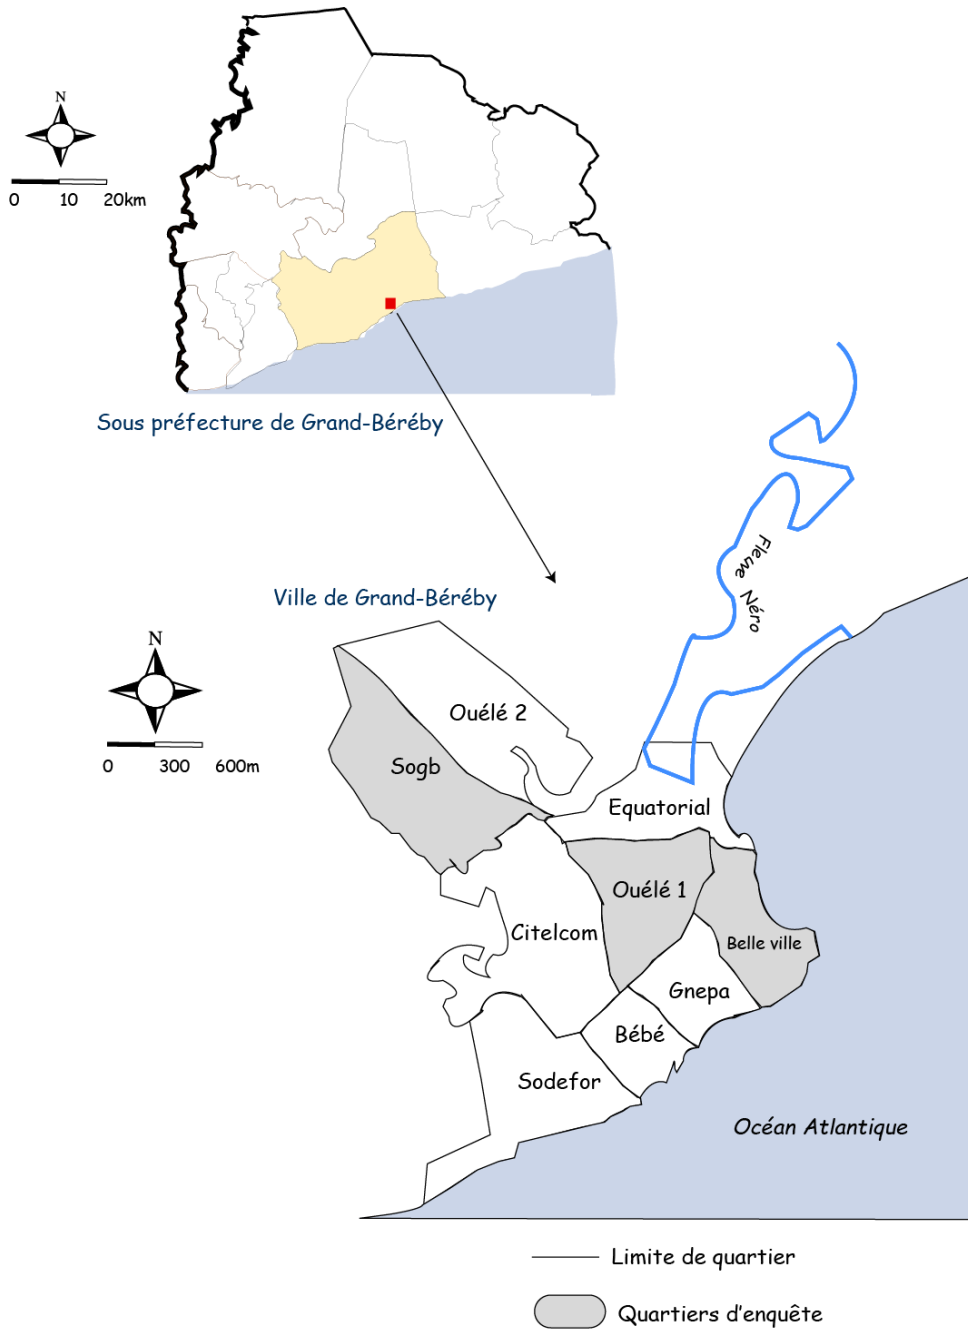 N
0 10 20km
Sous préfecture de Grand-Béréby
Fleuve Néro
Ville de Grand-Béréby
N
0 300 600m
Ouélé 2
Sogb
Equatorial
Ouélé 1
Citelcom
Belle ville
Gnepa
Bébé
Sodefor
Océan Atlantique
Limite de quartier
Quartiers d'enquête